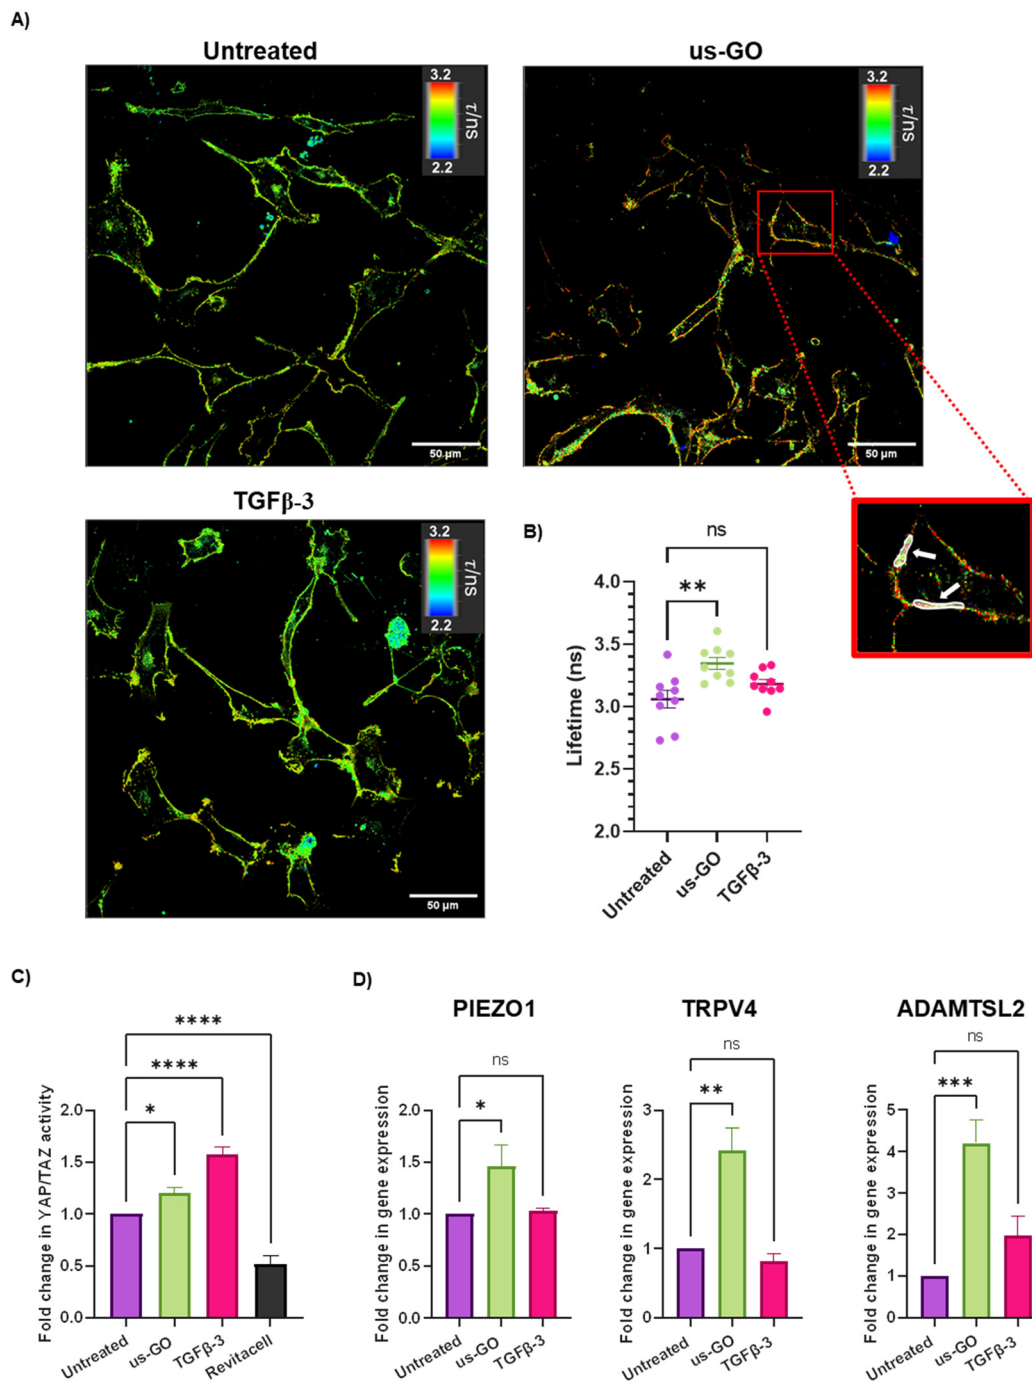 A)
Untreated
us-GO
3.2
τ/ns
2.2
50 µm
3.2
τ/ns
2.2
50 µm
TGFβ-3
3.2
τ/ns
2.2
50 µm
B)
ns
**
Lifetime (ns)
4.0
3.5
3.0
2.5
2.0
Untreated
us-GO
TGFβ-3
C)
****
****
*
Fold change in YAP/TAZ activity
2.0
1.5
1.0
0.5
0.0
Untreated
us-GO
TGFβ-3
Revitacell
D)
PIEZO1
ns
*
Fold change in gene expression
2.0
1.5
1.0
0.5
0.0
Untreated
us-GO
TGFβ-3
TRPV4
ns
**
Fold change in gene expression
3
2
1
0
Untreated
us-GO
TGFβ-3
ADAMTSL2
ns
***
Fold change in gene expression
5
4
3
2
1
0
Untreated
us-GO
TGFβ-3